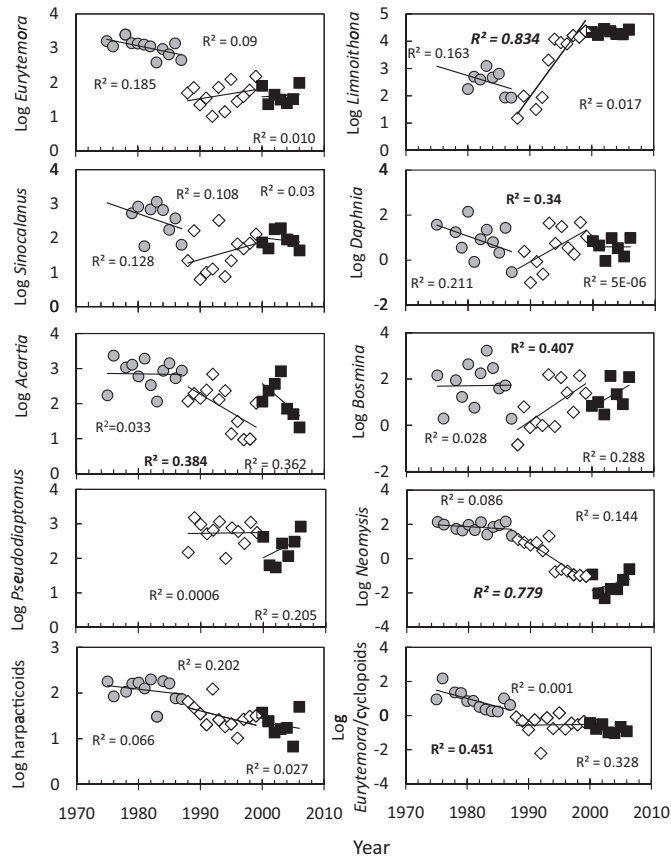 Log Eurytemora
4
3
2
1
0
R² = 0.09
R² = 0.185
R² = 0.010
Log Limnoithona
5
4
3
2
1
0
R² = 0.834
R² = 0.163
R² = 0.017
Log Sinocalanus
4
3
2
1
0
R² = 0.108
R² = 0.03
R² = 0.128
Log Daphnia
4
2
0
-2
2
R² = 0.34
R² = 0.211
R² = 5E-06
Log Acartia
4
3
2
1
0
R²=0.033
R² = 0.384
R² = 0.362
Log Bosmina
4
2
0
-2
R² = 0.407
R² = 0.028
R² = 0.288
Log Pseudodiaptomus
4
3
2
1
0
R² = 0.0006
R² = 0.205
Log Neomysis
4
2
0
-2
-4
R² = 0.086
R² = 0.144
R² = 0.779
Log harpacticoids
3
2
1
0
R² = 0.202
R² = 0.066
R² = 0.027
1970
1980
1990
2000
2010
Log
Eurytemora/cyclopoids
4
2
0
-2
-4
R² = 0.001
R² = 0.451
R² = 0.328
1970
1980
1990
2000
2010
Year